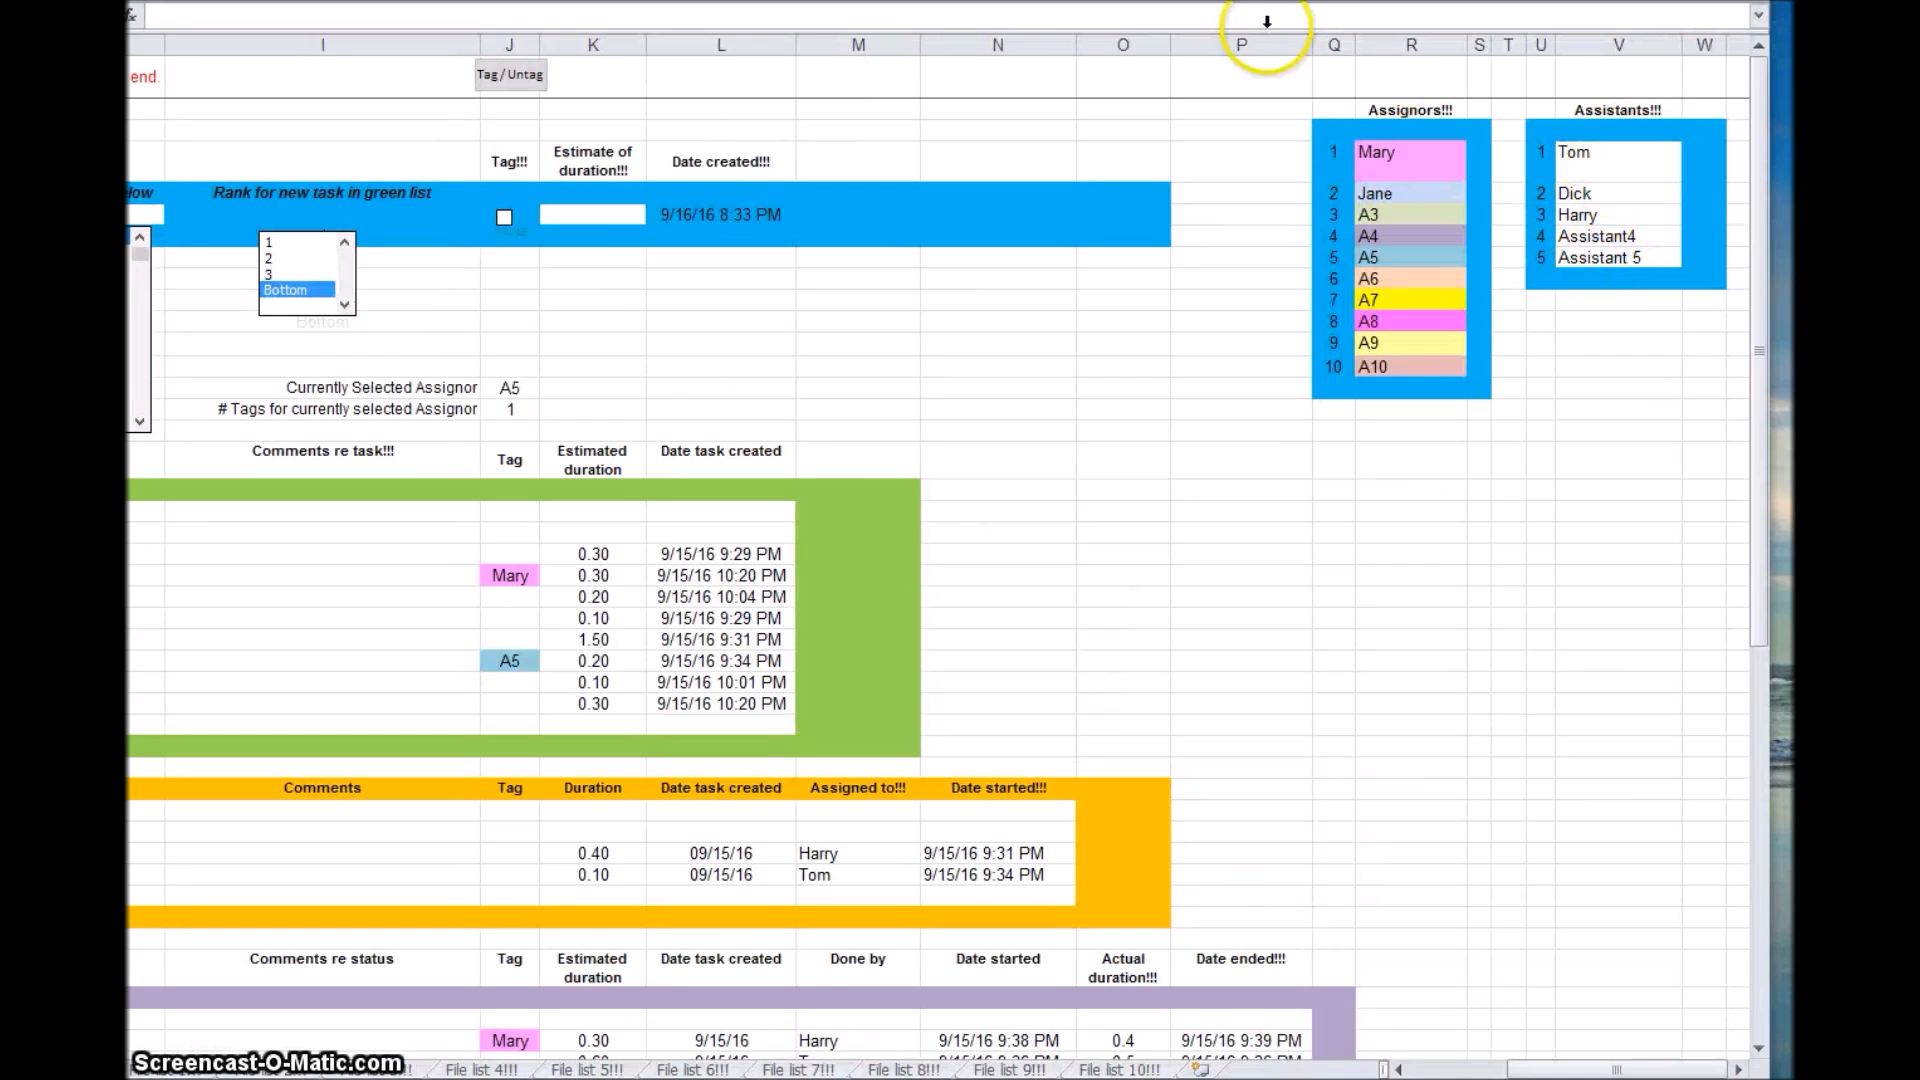 fx
I J K L M N O P Q R S T U V W
end. Tag / Untag
Assignors!!! Assistants!!!
Tag!!! Estimate of duration!!! Date created!!!
1 Mary 1 Tom
Rank for new task in green list
2 Jane 2 Dick
9/16/16 8:33 PM
3 A3 3 Harry
4 A4 4 Assistant4
1
2
3
Bottom
5 A5 5 Assistant 5
6 A6
7 A7
8 A8
Bottom
9 A9
10 A10
Currently Selected Assignor A5
# Tags for currently selected Assignor 1
Comments re task!!! Tag Estimated duration Date task created
0.30 9/15/16 9:29 PM
Mary 0.30 9/15/16 10:20 PM
0.20 9/15/16 10:04 PM
0.10 9/15/16 9:29 PM
1.50 9/15/16 9:31 PM
A5 0.20 9/15/16 9:34 PM
0.10 9/15/16 10:01 PM
0.30 9/15/16 10:20 PM
Comments Tag Duration Date task created Assigned to!!! Date started!!!
0.40 09/15/16 Harry 9/15/16 9:31 PM
0.10 09/15/16 Tom 9/15/16 9:34 PM
Comments re status Tag Estimated duration Date task created Done by Date started Actual duration!!! Date ended!!!
Mary 0.30 9/15/16 Harry 9/15/16 9:38 PM 0.4 9/15/16 9:39 PM
Screencast-O-Matic.com
File list 4!!! File list 5!!! File list 6!!! File list 7!!! File list 8!!! File list 9!!! File list 10!!!